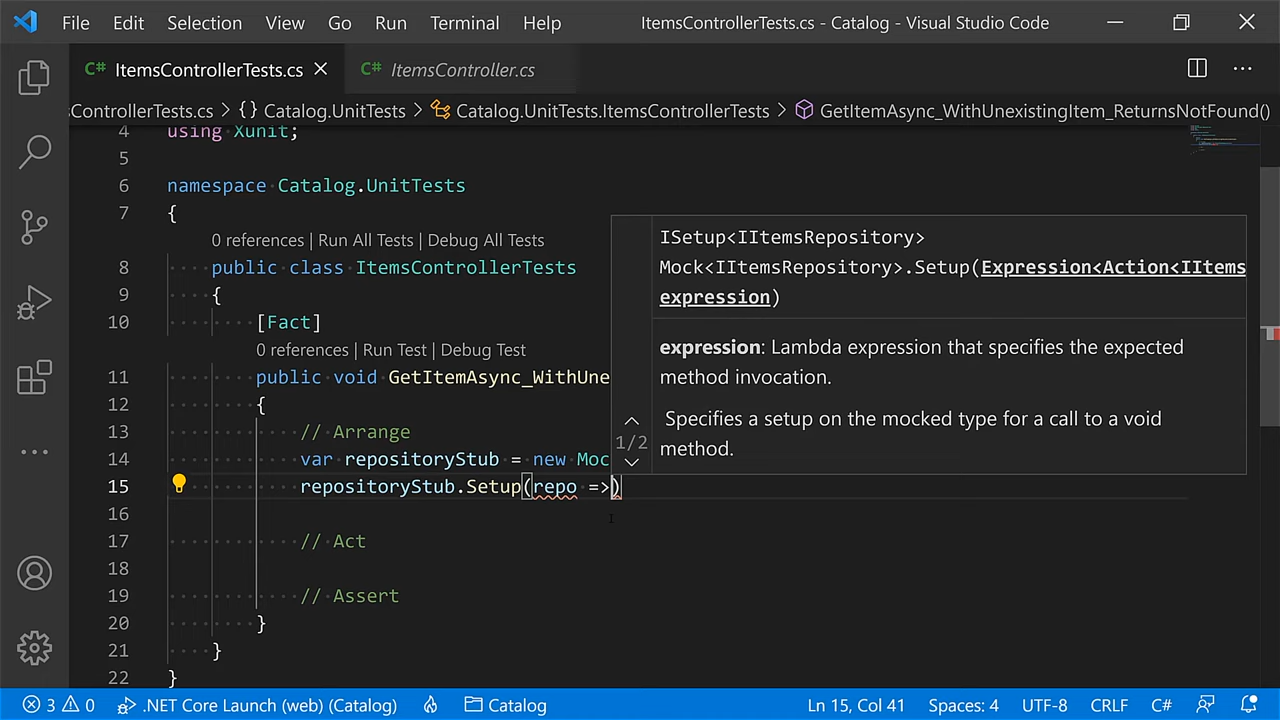 File Edit Selection View Go Run Terminal Help ItemsControllerTests.cs - Catalog - Visual Studio Code
C# ItemsControllerTests.cs C# ItemsController.cs
sControllerTests.cs > {} Catalog.UnitTests > Catalog.UnitTests.ItemsControllerTests > GetItemAsync_WithUnexistingItem_ReturnsNotFound()
4 using Xunit;
5
6 namespace Catalog.UnitTests
7 {
0 references | Run All Tests | Debug All Tests
8 public class ItemsControllerTests
9 {
10 [Fact]
0 references | Run Test | Debug Test
11 public void GetItemAsync_WithUne
12 {
13 // Arrange
14 var repositoryStub = new Moc
15 repositoryStub.Setup(repo =>)
16
17 // Act
18
19 // Assert
20 }
21 }
22 }
ISetup<IItemsRepository>
Mock<IItemsRepository>.Setup(Expression<Action<IItems
expression)
expression: Lambda expression that specifies the expected
method invocation.
1/2
Specifies a setup on the mocked type for a call to a void
method.
3 0 .NET Core Launch (web) (Catalog) Catalog Ln 15, Col 41 Spaces: 4 UTF-8 CRLF C#